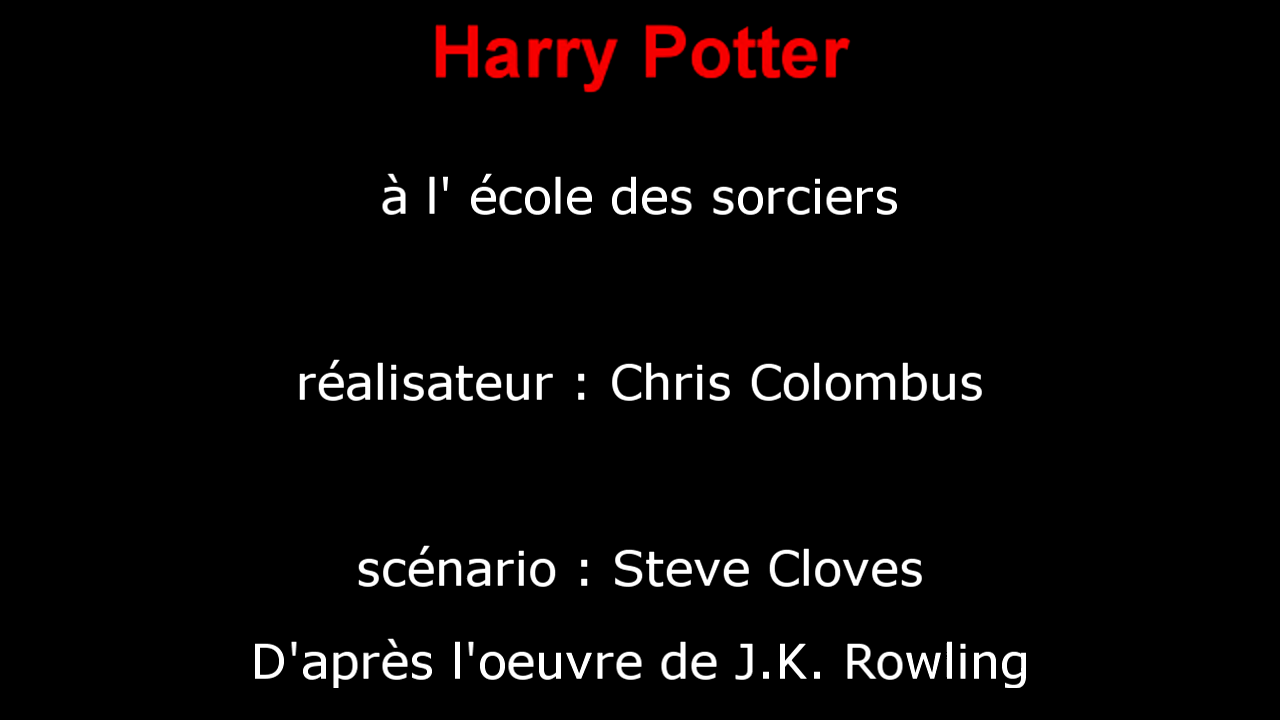 Harry Potter
à l' école des sorciers
réalisateur : Chris Colombus
scénario : Steve Cloves
D'après l'oeuvre de J.K. Rowling